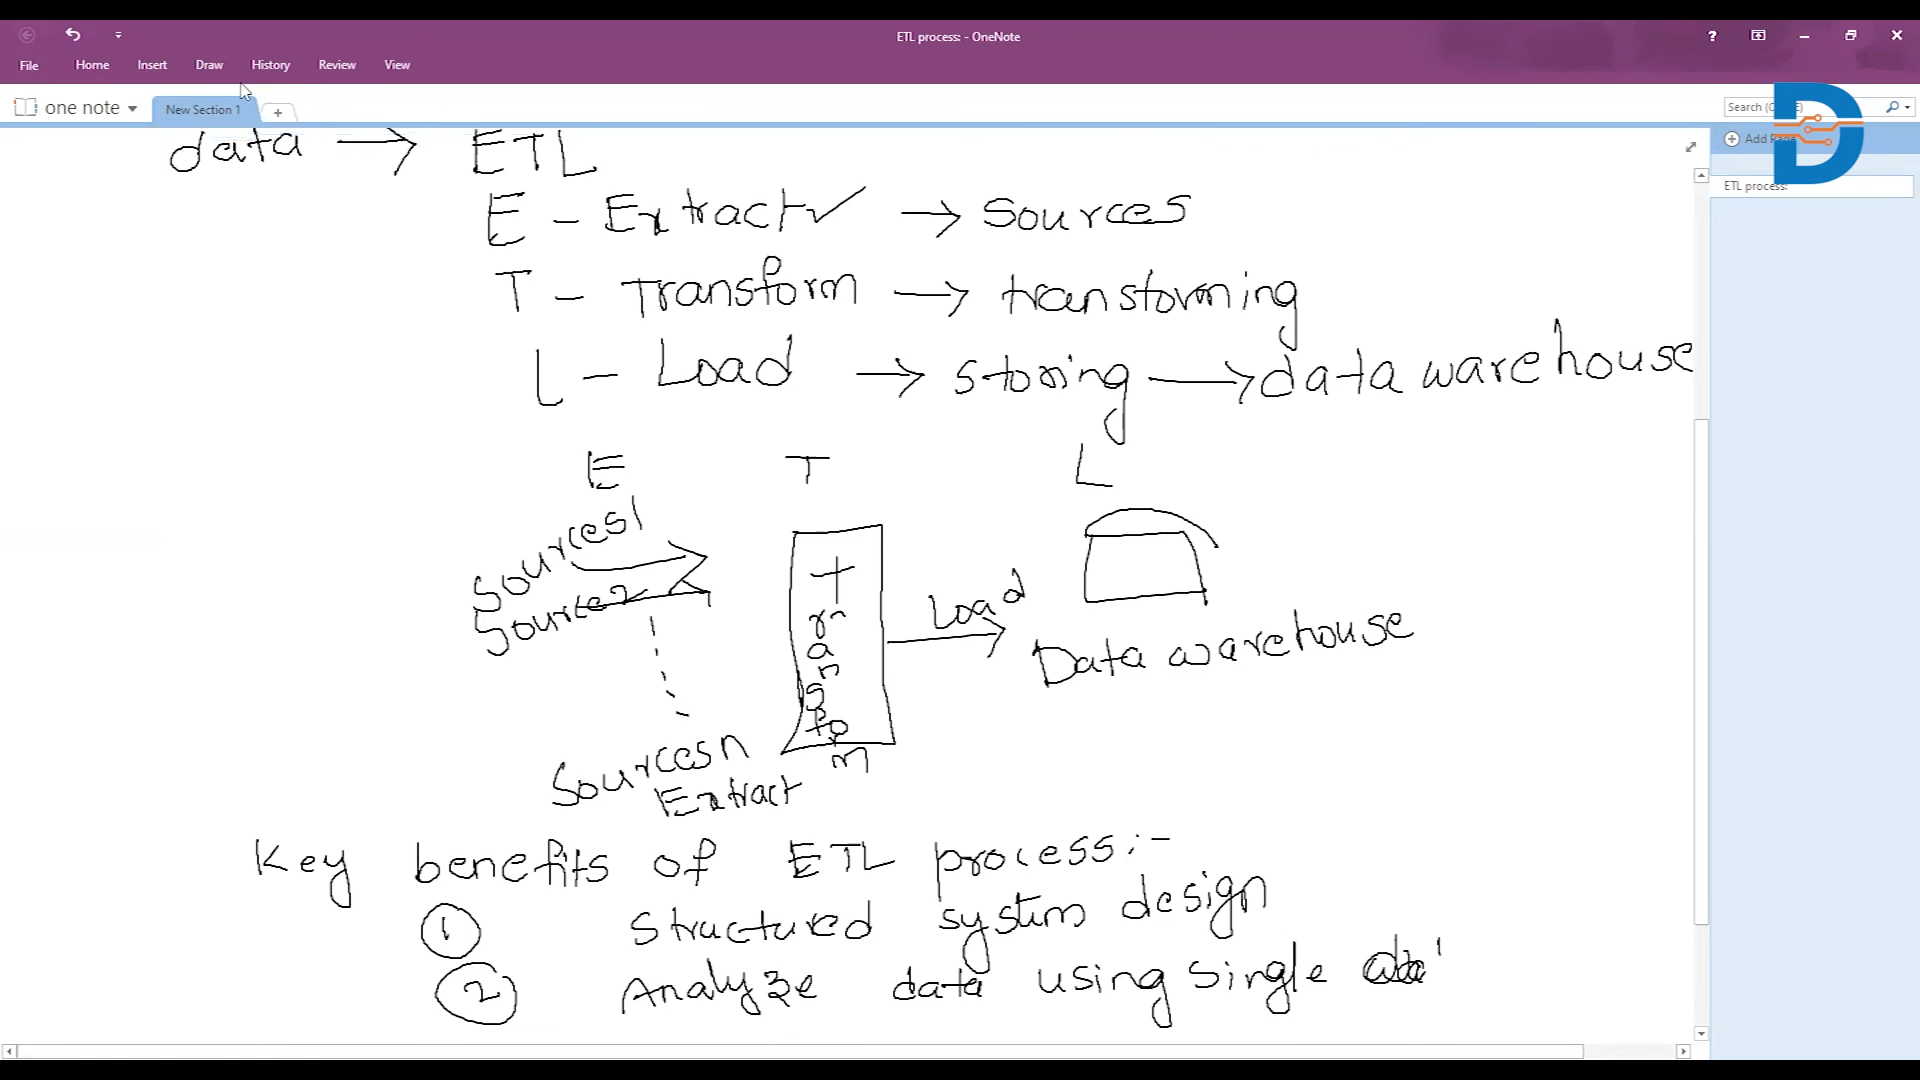 ETL process: - OneNote
?
File Home Insert Draw History Review View
one note New Section 1 +
Search (C E)
Add Page
ETL process:
data → ETL
E - Extract ✓ → sources
T - Transform → transforming
L - Load → storing → data warehouse
E T L
Sources1
Source2
Transform
Load
Data warehouse
Sourcesn
Extract
Key benefits of ETL process:-
1 Structured system design
2 Analyze data using single